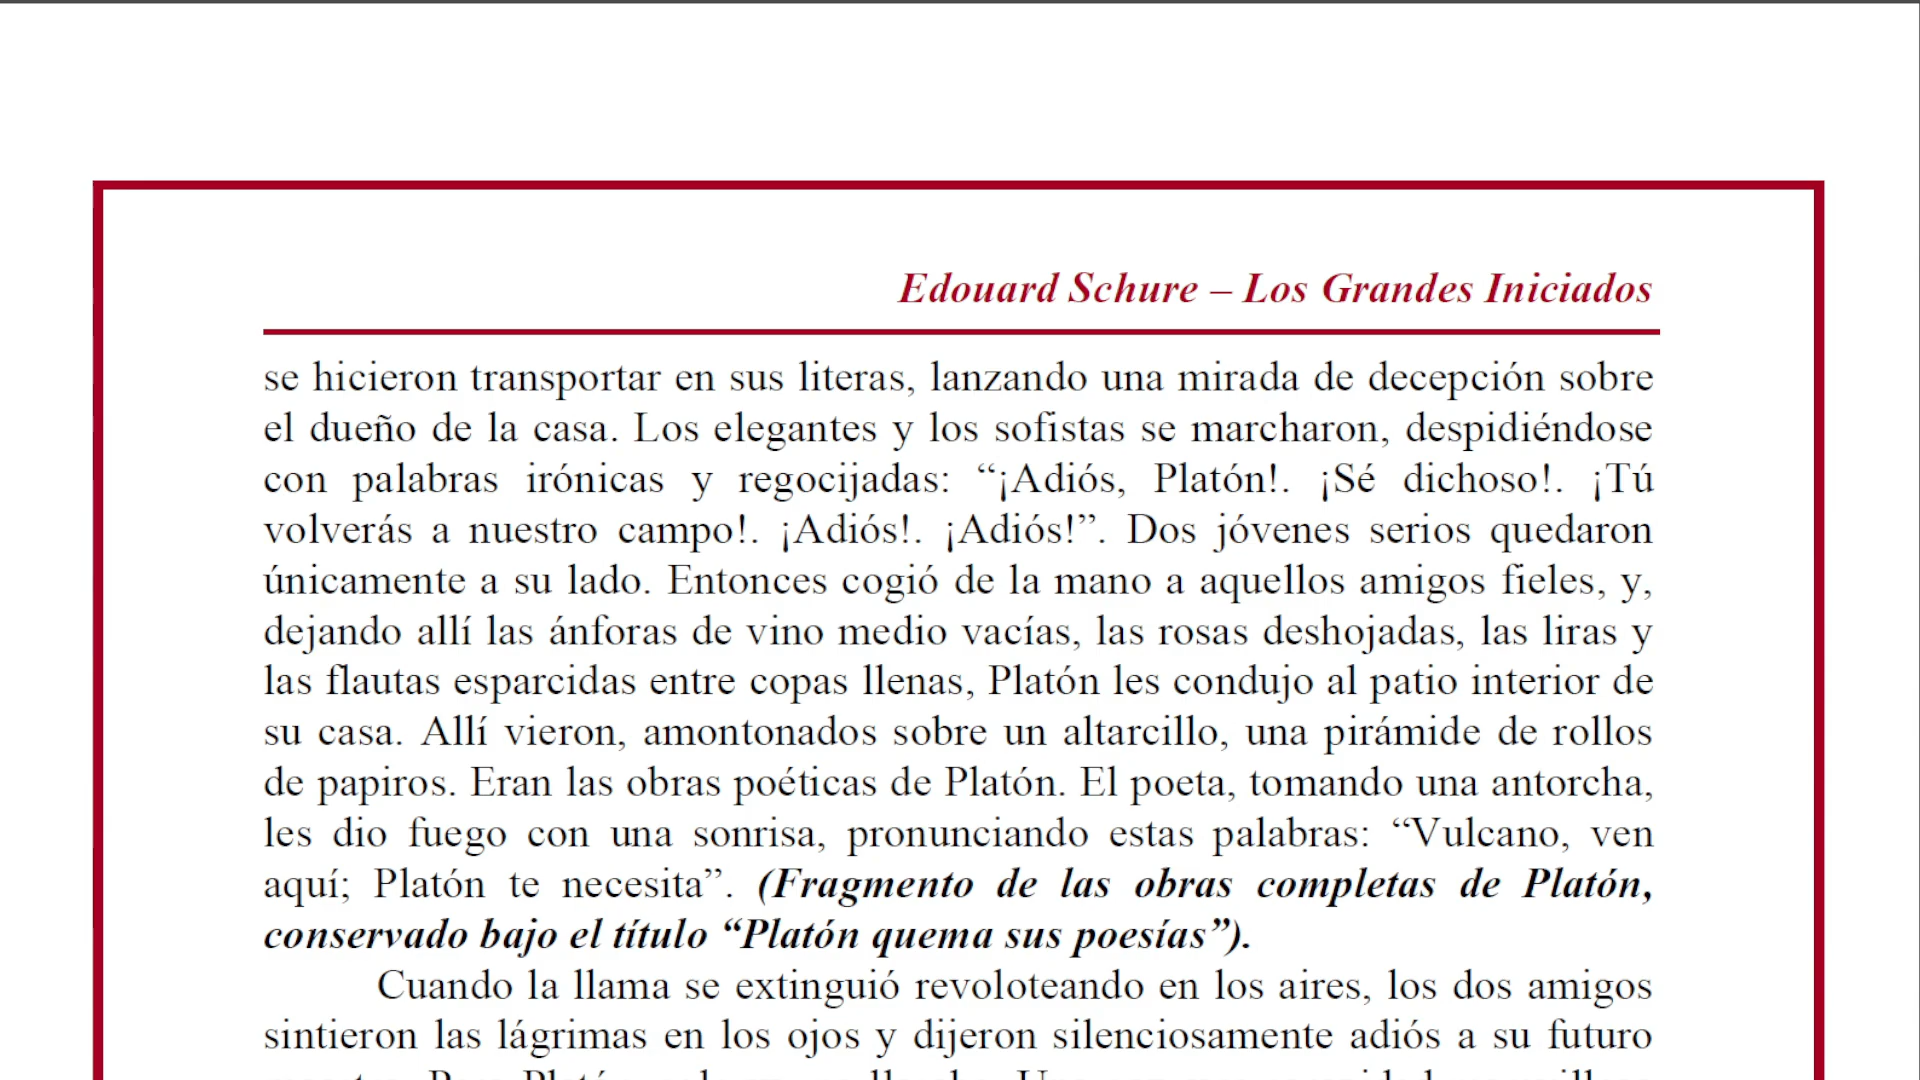 Edouard Schure – Los Grandes Iniciados
se hicieron transportar en sus literas, lanzando una mirada de decepción sobre
el dueño de la casa. Los elegantes y los sofistas se marcharon, despidiéndose
con palabras irónicas y regocijadas: “¡Adiós, Platón!. ¡Sé dichoso!. ¡Tú
volverás a nuestro campo!. ¡Adiós!. ¡Adiós!”. Dos jóvenes serios quedaron
únicamente a su lado. Entonces cogió de la mano a aquellos amigos fieles, y,
dejando allí las ánforas de vino medio vacías, las rosas deshojadas, las liras y
las flautas esparcidas entre copas llenas, Platón les condujo al patio interior de
su casa. Allí vieron, amontonados sobre un altarcillo, una pirámide de rollos
de papiros. Eran las obras poéticas de Platón. El poeta, tomando una antorcha,
les dio fuego con una sonrisa, pronunciando estas palabras: “Vulcano, ven
aquí; Platón te necesita”. (Fragmento de las obras completas de Platón,
conservado bajo el título “Platón quema sus poesías”).
Cuando la llama se extinguió revoloteando en los aires, los dos amigos
sintieron las lágrimas en los ojos y dijeron silenciosamente adiós a su futuro